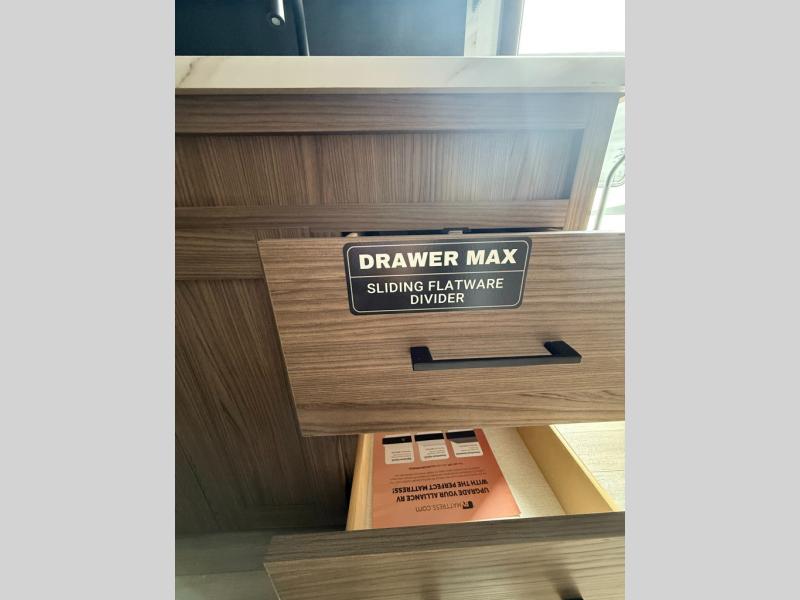 DRAWER MAX
SLIDING FLATWARE
DIVIDER
MATTRESS.COM
UPGRADE YOUR ALLIANCE RV
WITH THE PERFECT MATTRESS!